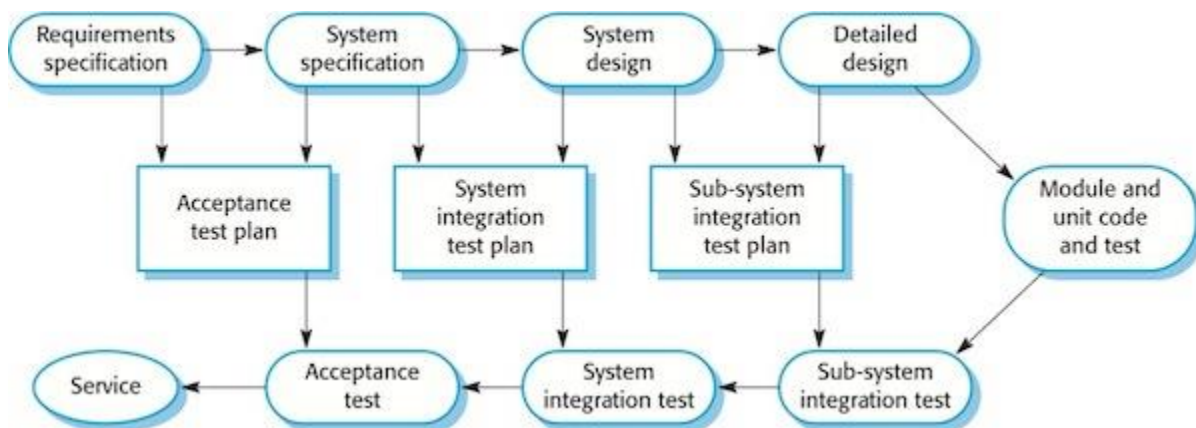 Requirements
specification
System
specification
System
design
Detailed
design
Acceptance
test plan
System
integration
test plan
Sub-system
integration
test plan
Module and
unit code
and test
Service
Acceptance
test
System
integration test
Sub-system
integration test